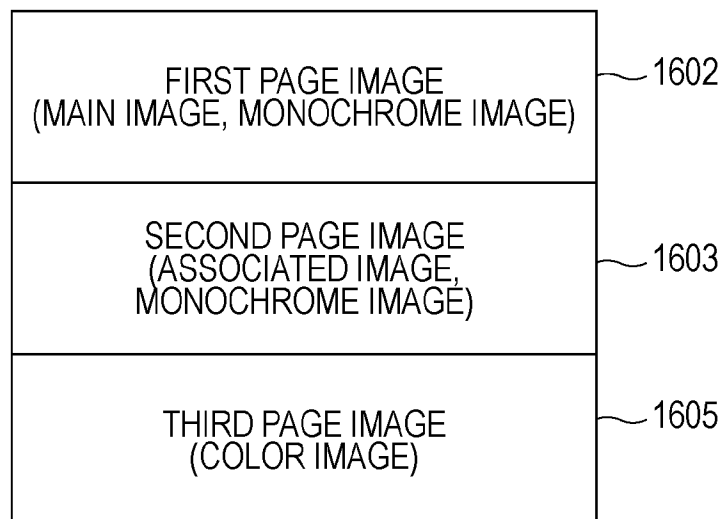 FIRST PAGE IMAGE
(MAIN IMAGE, MONOCHROME IMAGE)
1602
SECOND PAGE IMAGE
(ASSOCIATED IMAGE,
MONOCHROME IMAGE)
1603
THIRD PAGE IMAGE
(COLOR IMAGE)
1605